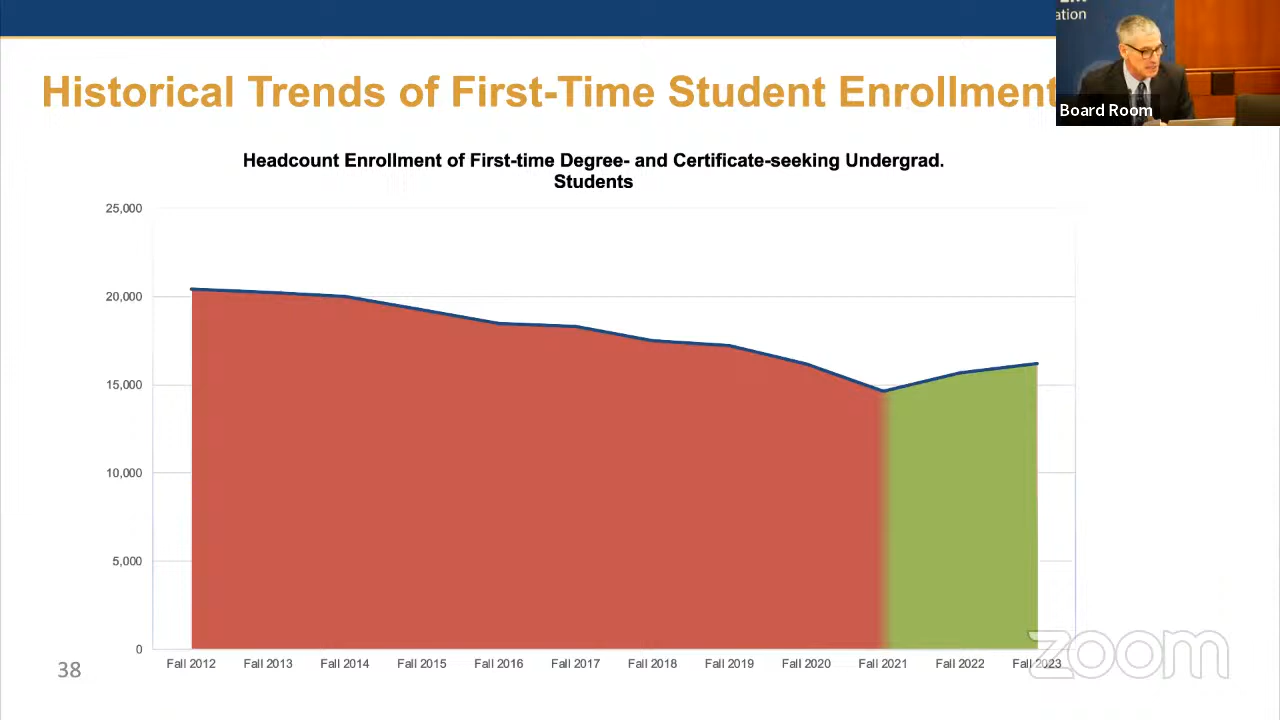 ation
Historical Trends of First-Time Student Enrollment
Board Room
Headcount Enrollment of First-time Degree- and Certificate-seeking Undergrad.
Students
25,000
20,000
15,000
10,000
5,000
0
Fall 2012 Fall 2013 Fall 2014 Fall 2015 Fall 2016 Fall 2017 Fall 2018 Fall 2019 Fall 2020 Fall 2021 Fall 2022 Fall 2023
38
zoom